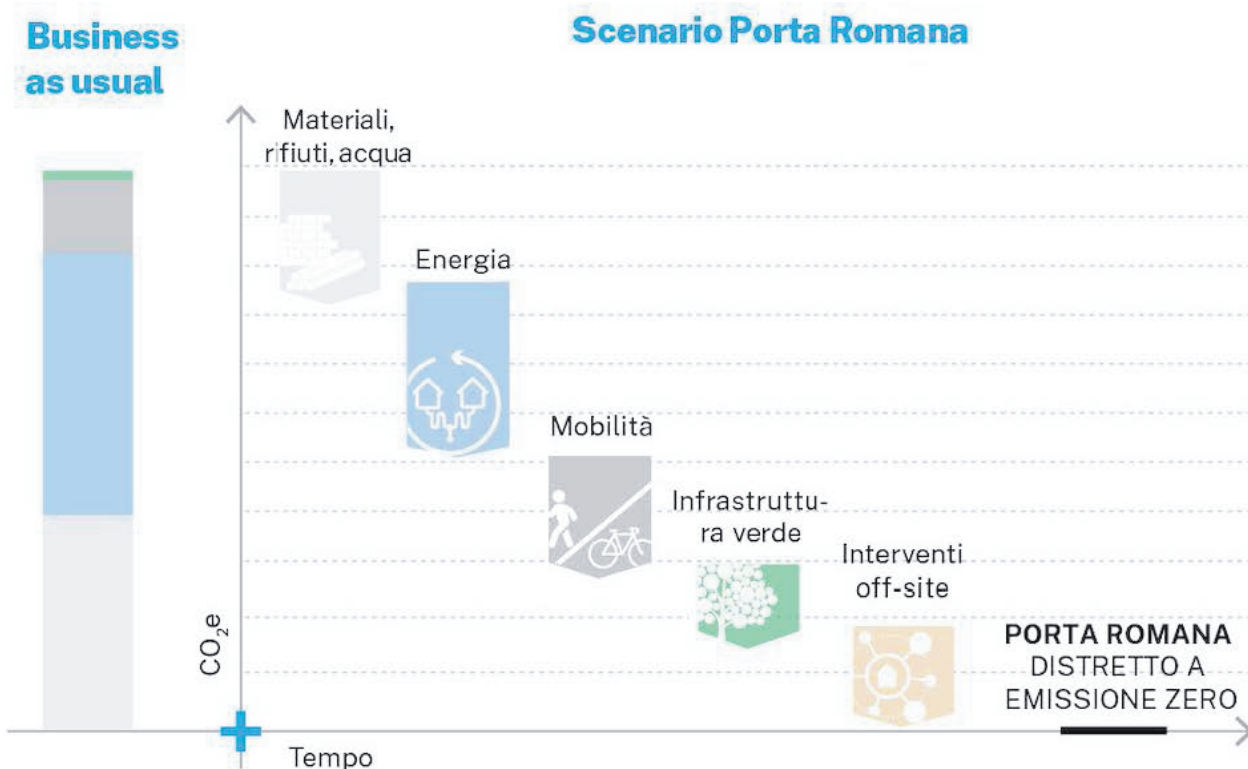 Business
as usual
Scenario Porta Romana
Materiali,
rifiuti, acqua
Energia
Mobilità
Infrastruttu-
ra verde
Interventi
off-site
CO₂e
PORTA ROMANA
DISTRETTO A
EMISSIONE ZERO
Tempo